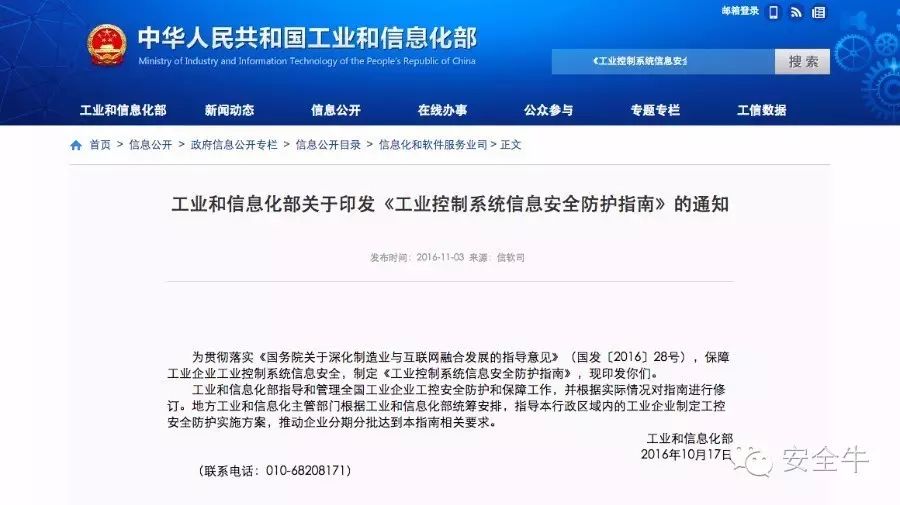 邮箱登录
中华人民共和国工业和信息化部
Ministry of Industry and Information Technology of the People's Republic of China
《工业控制系统信息安全
搜 索
工业和信息化部 新闻动态 信息公开 在线办事 公众参与 专题专栏 工信数据
首页 > 信息公开 > 政府信息公开专栏 > 信息公开目录 > 信息化和软件服务业司 > 正文
工业和信息化部关于印发《工业控制系统信息安全防护指南》的通知
发布时间：2016-11-03 来源：信软司
为贯彻落实《国务院关于深化制造业与互联网融合发展的指导意见》（国发〔2016〕28号），保障
工业企业工业控制系统信息安全，制定《工业控制系统信息安全防护指南》，现印发你们。
工业和信息化部指导和管理全国工业企业工控安全防护和保障工作，并根据实际情况对指南进行修
订。地方工业和信息化主管部门根据工业和信息化部统筹安排，指导本行政区域内的工业企业制定工控
安全防护实施方案，推动企业分期分批达到本指南相关要求。
工业和信息化部
2016年10月17日
（联系电话：010-68208171）
安全牛